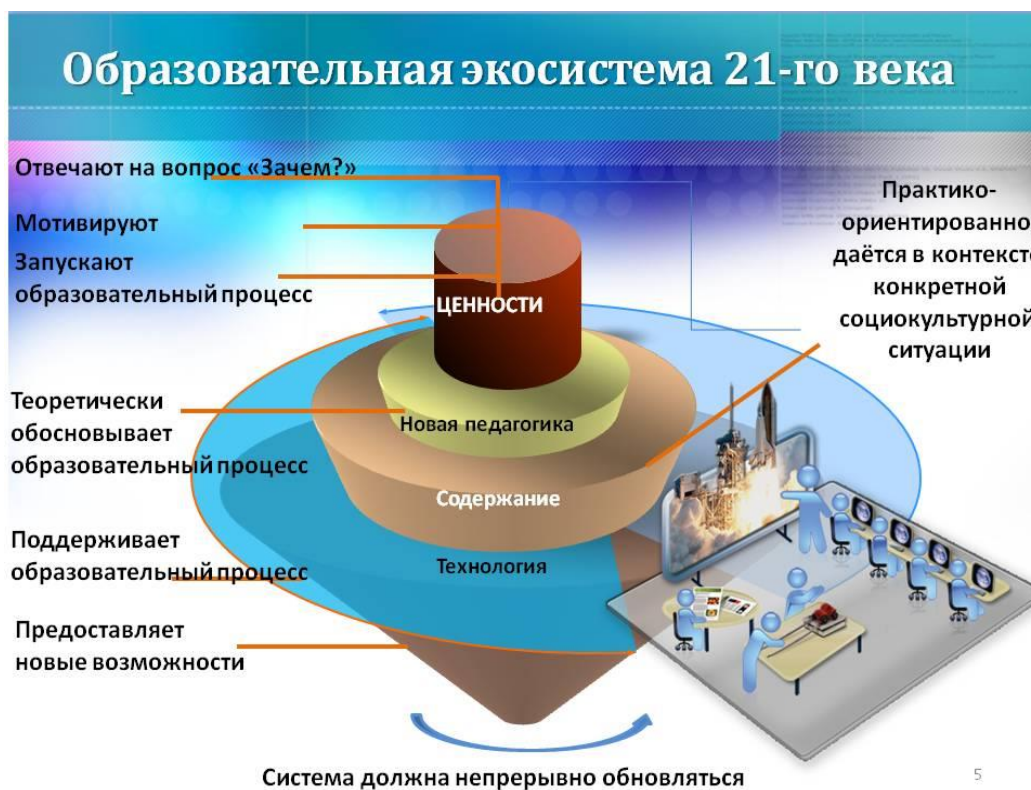 Образовательная экосистема 21-го века
Отвечают на вопрос «Зачем?»
Мотивируют
Запускают
образовательный процесс
Теоретически
обосновывает
образовательный процесс
Поддерживает
образовательный процесс
Предоставляет
новые возможности
ЦЕННОСТИ
Новая педагогика
Содержание
Технология
Практико-
ориентированно
даётся в контексте
конкретной
социокультурной
ситуации
Система должна непрерывно обновляться
5